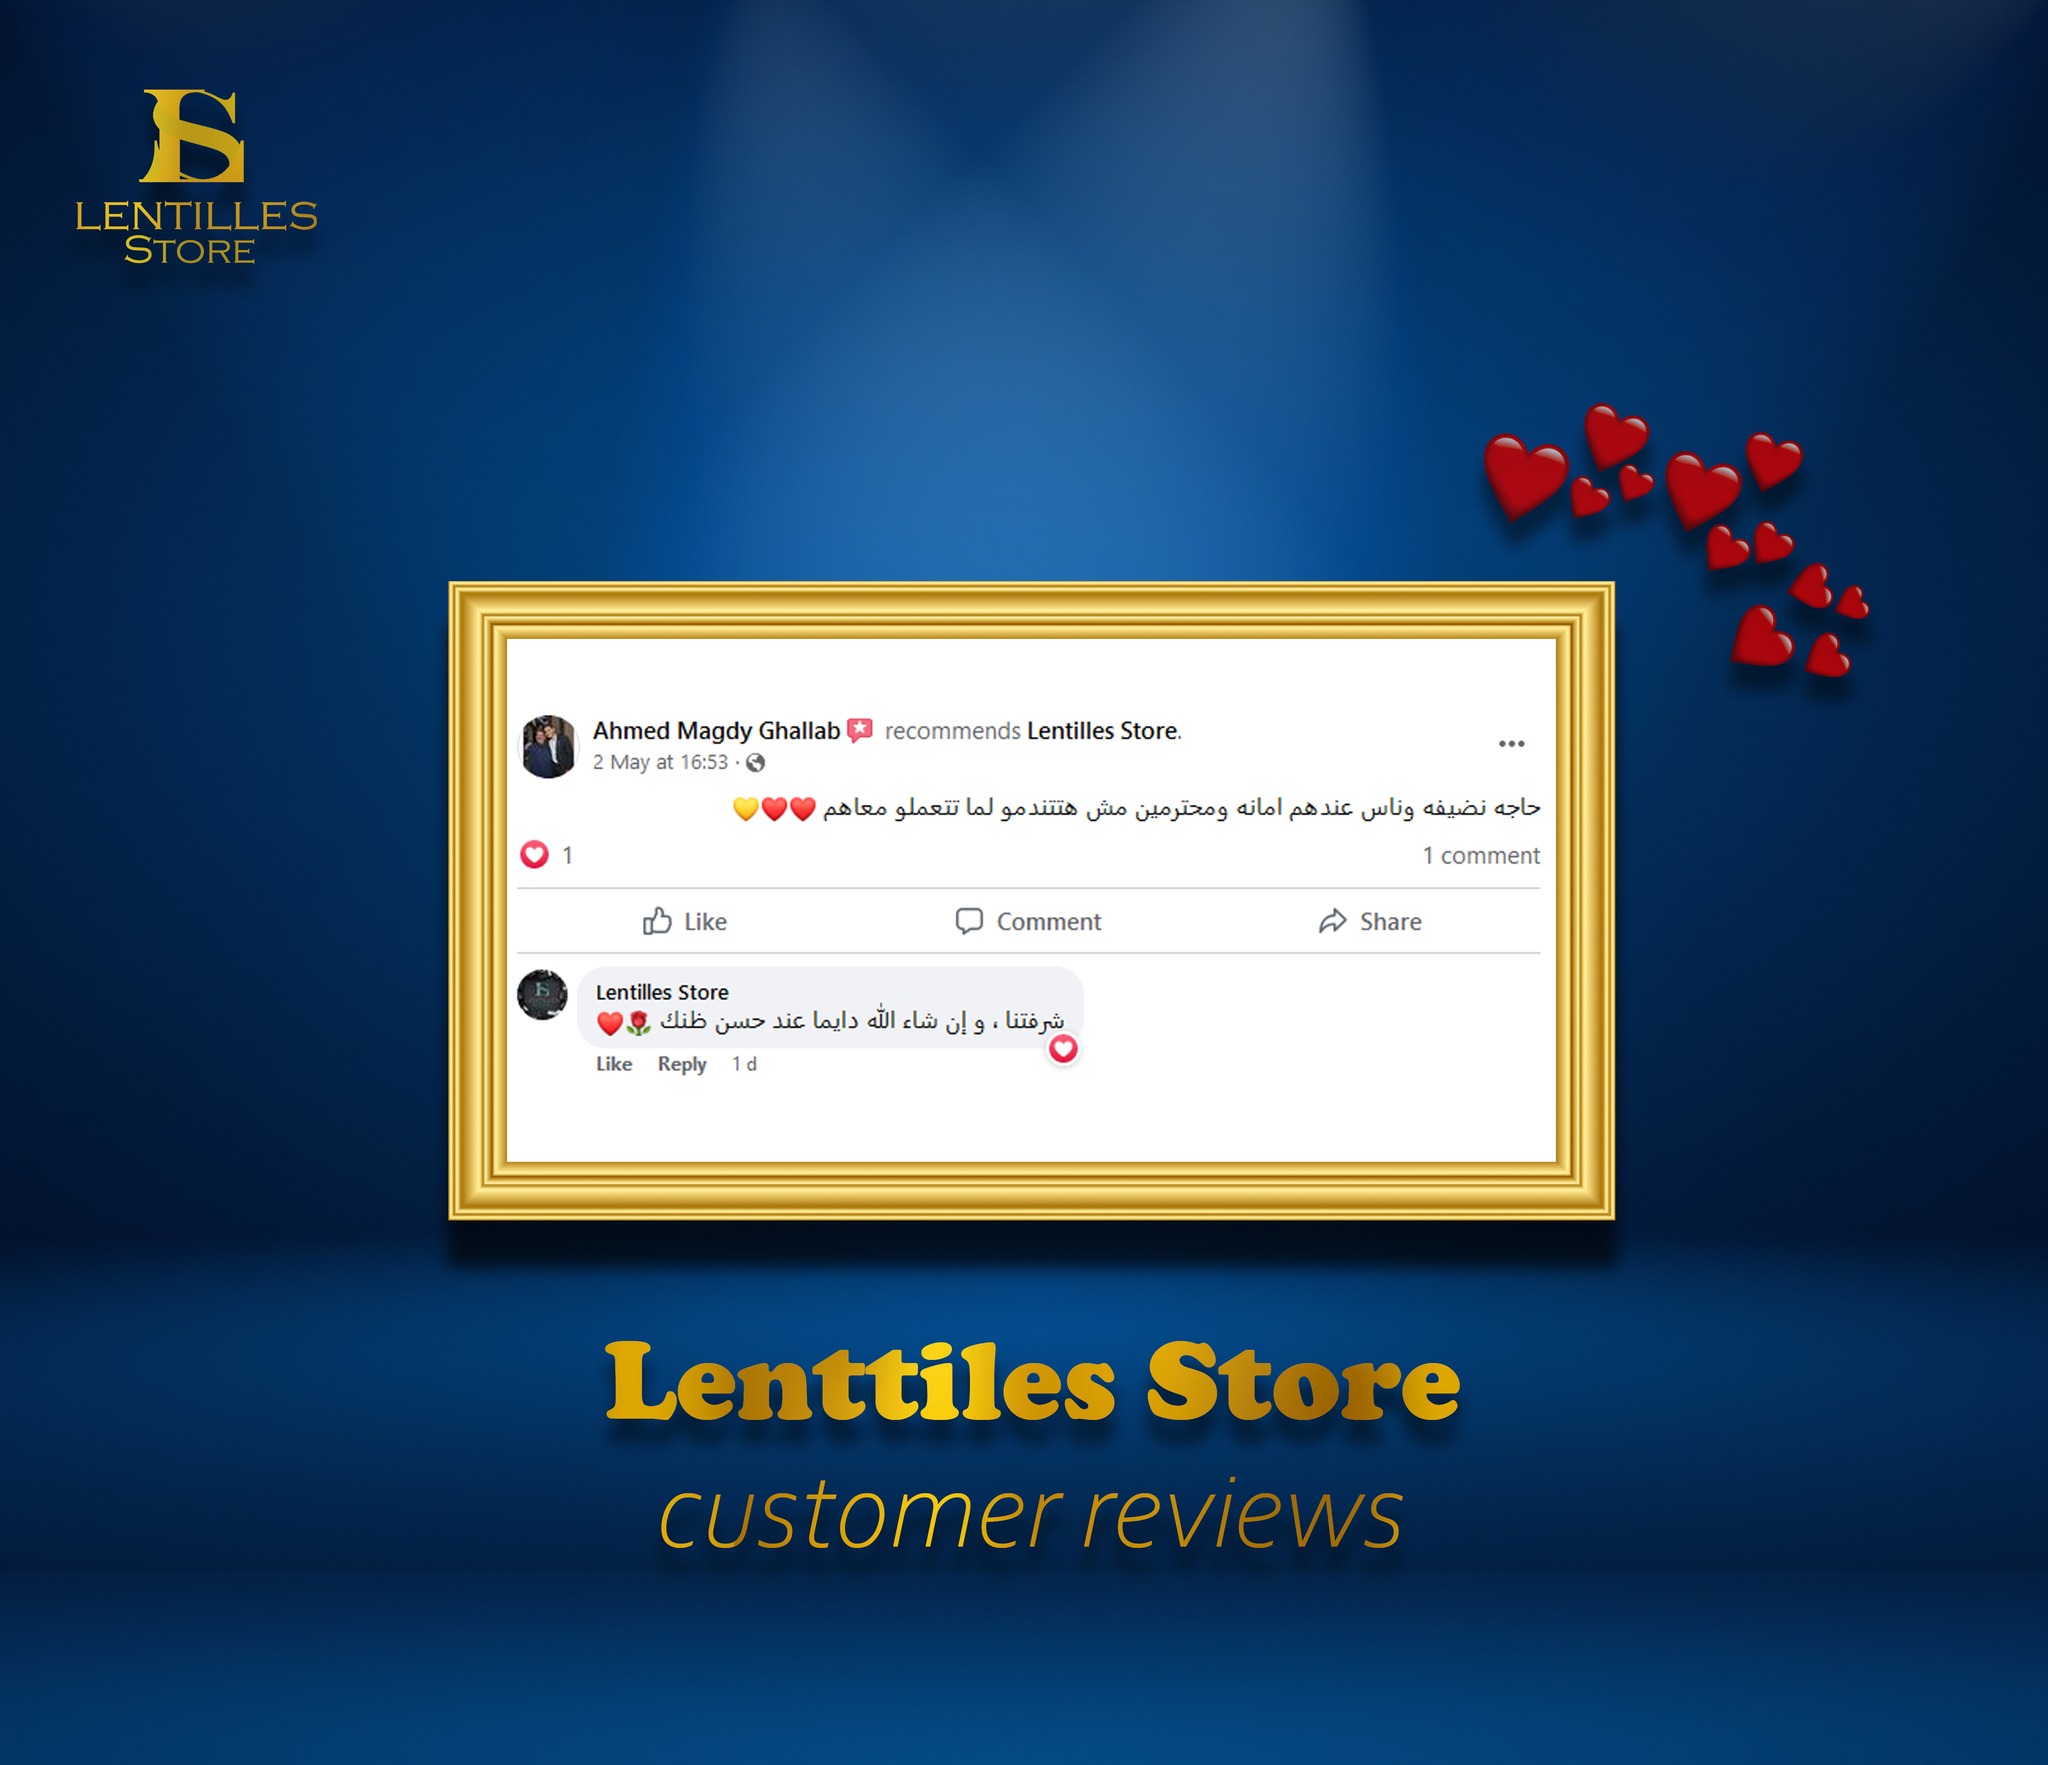 LS
LENTILLES
STORE
Ahmed Magdy Ghallab recommends Lentilles Store.
2 May at 16:53 ·
حاجه نضيفه وناس عندهم امانه ومحترمين مش هتتندمو لما تتعملو معاهم ❤️❤️💛
1
1 comment
Like
Comment
Share
Lentilles Store
شرفتنا ، و إن شاء الله دايما عند حسن ظنك 🌹❤️
Like Reply 1 d
Lenttiles Store
customer reviews